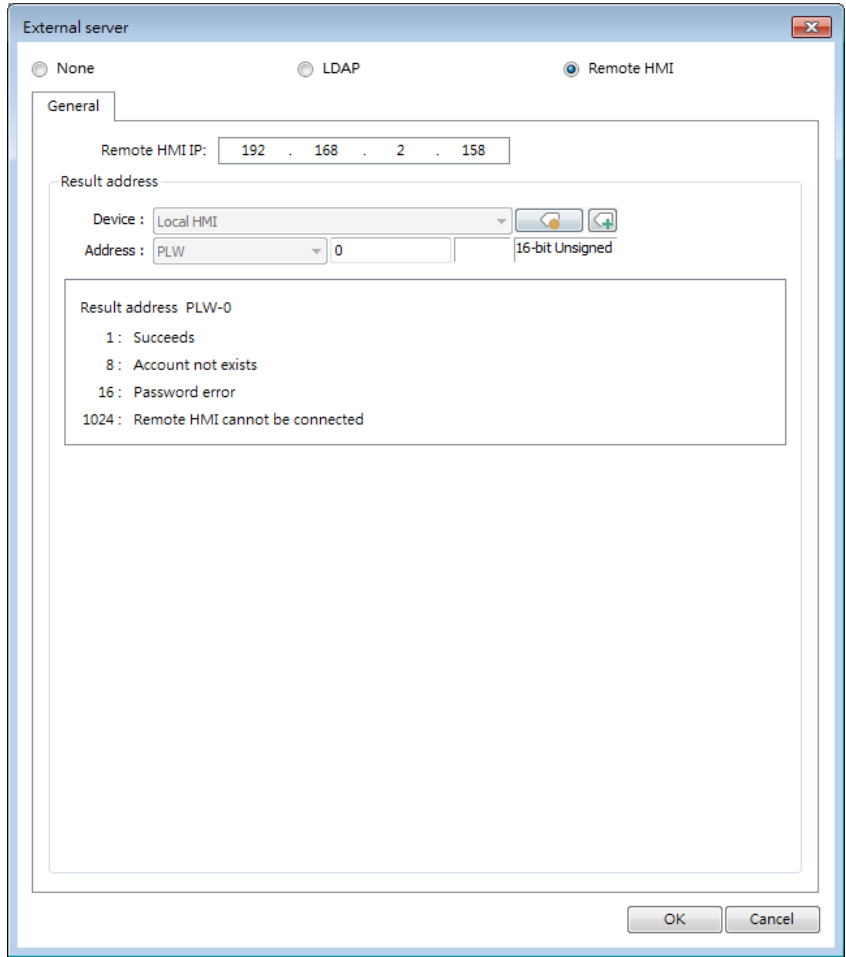 External server
None LDAP Remote HMI
General
Remote HMI IP: 192 . 168 . 2 . 158
Result address
Device : Local HMI
Address : PLW 0 16-bit Unsigned
Result address PLW-0
1 : Succeeds
8 : Account not exists
16 : Password error
1024 : Remote HMI cannot be connected
OK Cancel